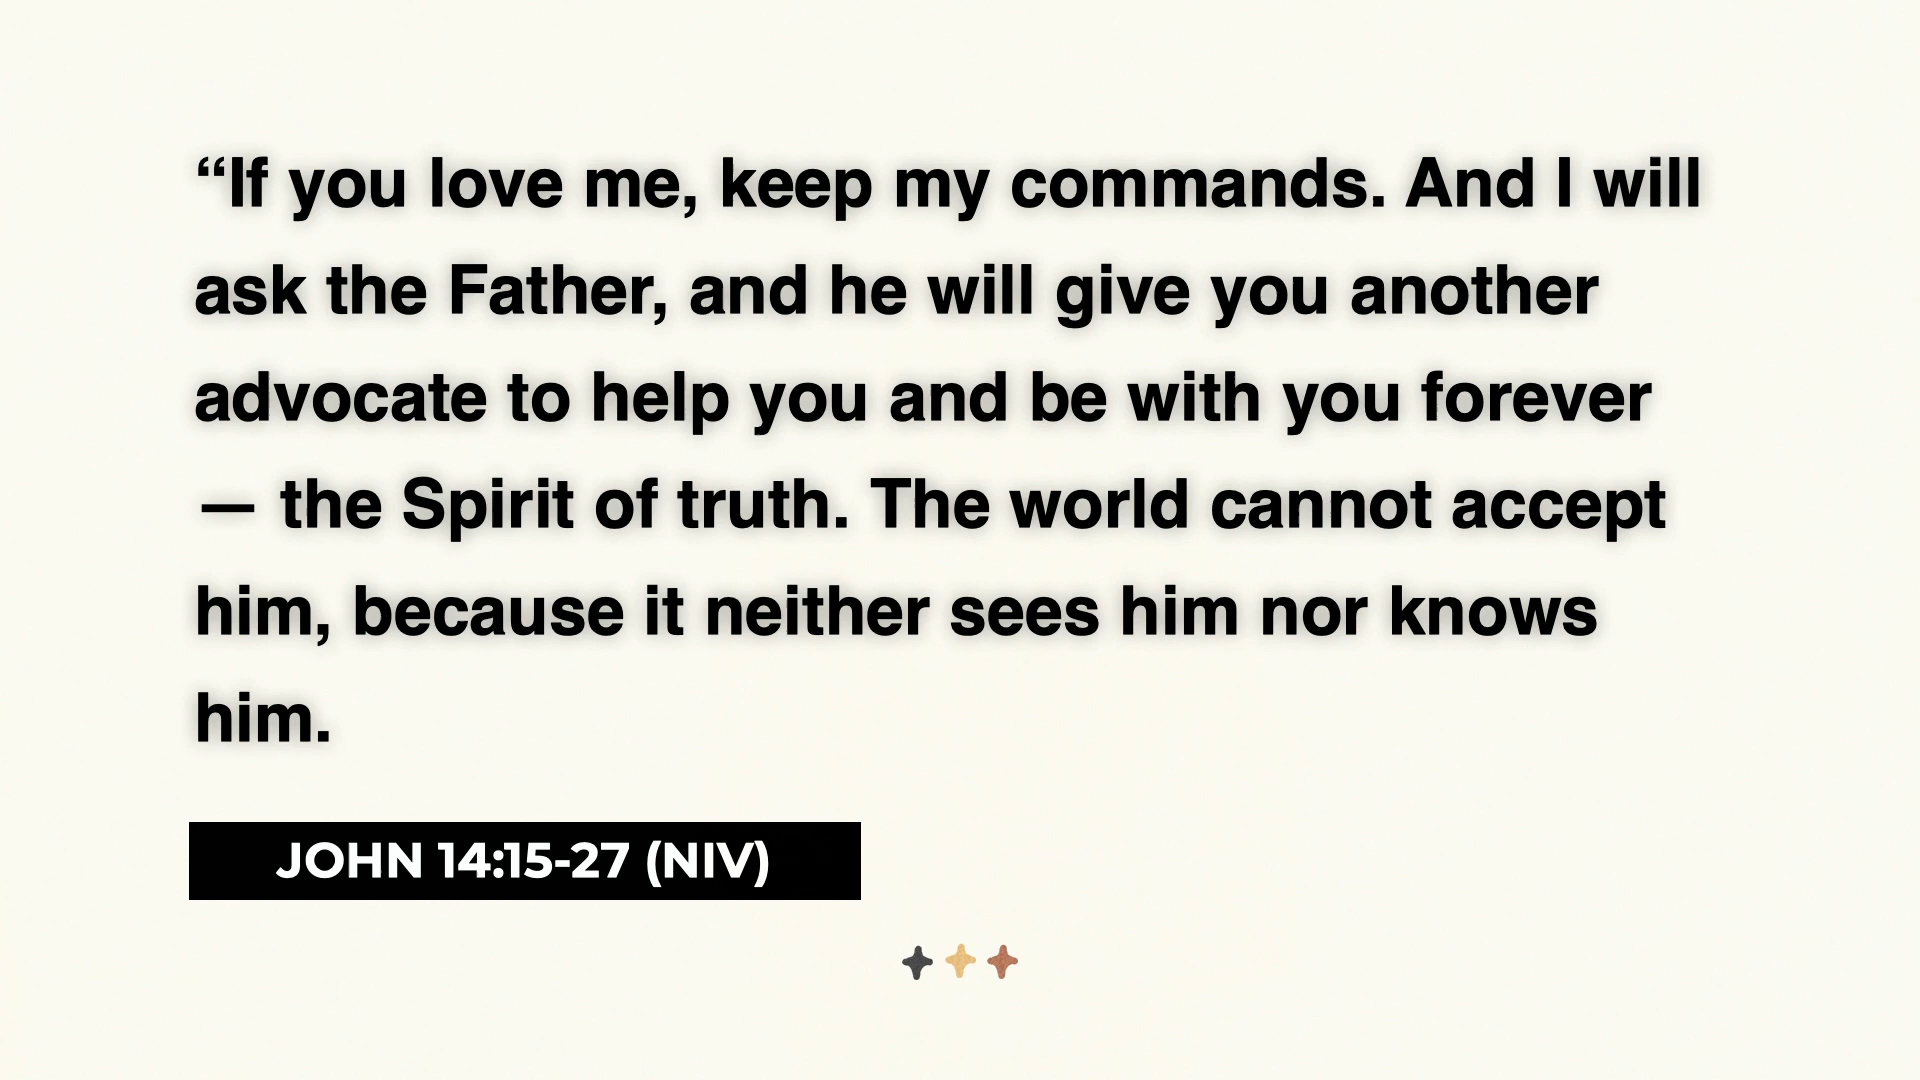 “If you love me, keep my commands. And I will
ask the Father, and he will give you another
advocate to help you and be with you forever
— the Spirit of truth. The world cannot accept
him, because it neither sees him nor knows
him.
JOHN 14:15-27 (NIV)